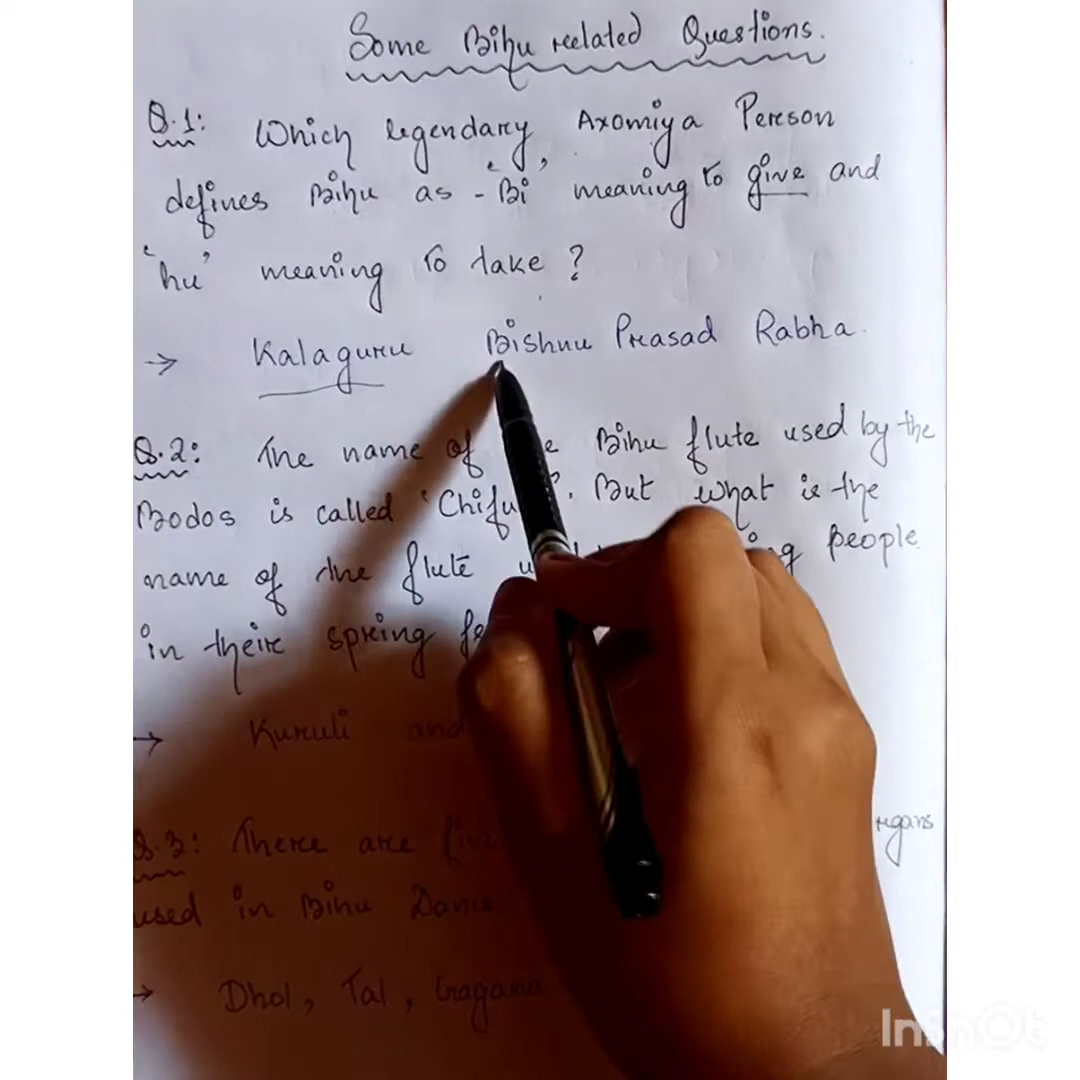 Some Bihu related Questions.
Q.1: Which legendary, Axomiya Person
defines Bihu as - 'Bi' meaning to give and
'hu' meaning to take ?
→ Kalaguru Bishnu Prasad Rabha.
Q.2: The name of Bihu flute used by the
Bodos is called 'Chifu '. But what is the
name of the flute people
in their spring
→ Kuruli and
Q.3: There are
used in Bihu
→ Dhol, Tal,